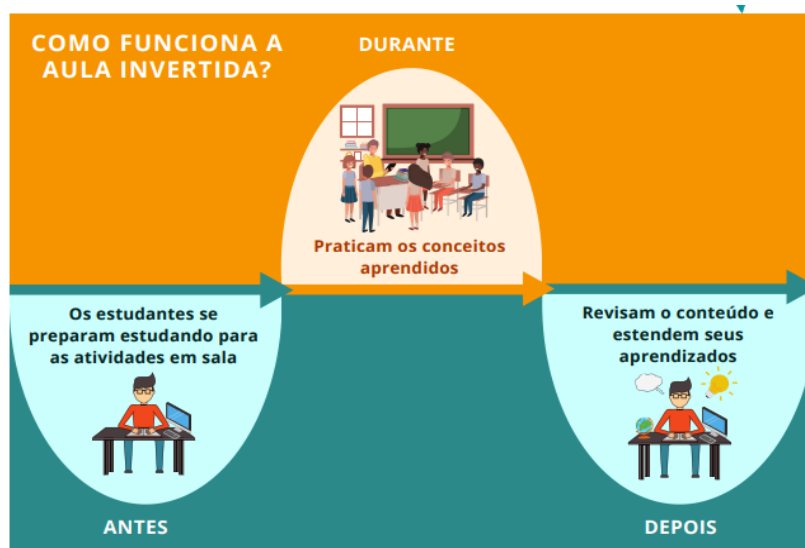 COMO FUNCIONA A
AULA INVERTIDA?
DURANTE
Praticam os conceitos
aprendidos
Os estudantes se
preparam estudando para
as atividades em sala
ANTES
Revisam o conteúdo e
estendem seus
aprendizados
DEPOIS